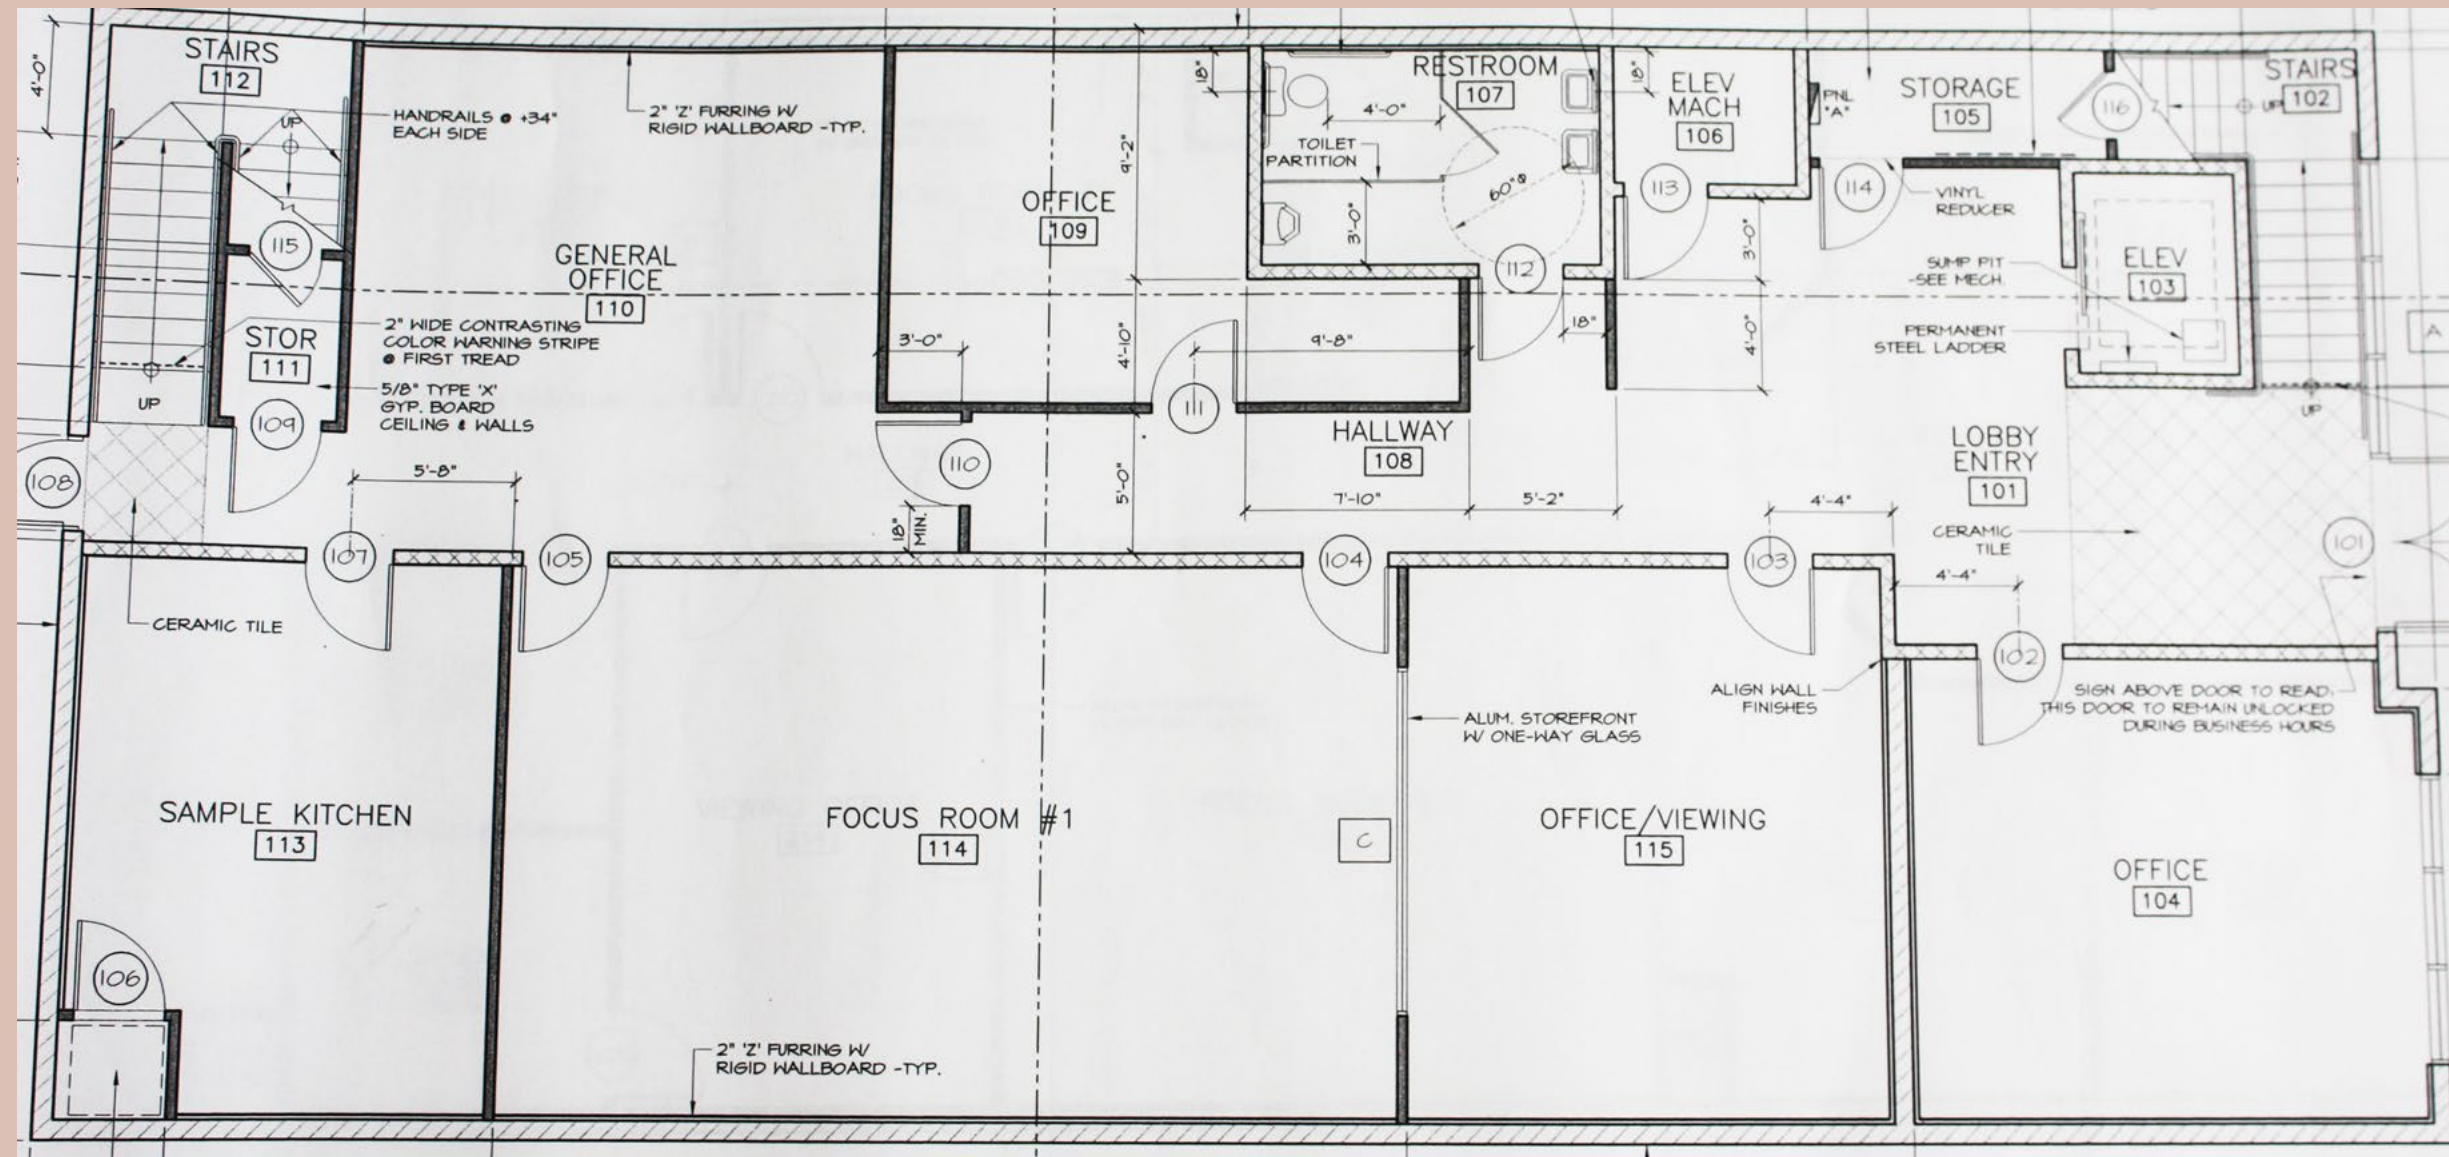 STAIRS
112
4'-0"
HANDRAILS @ +34"
EACH SIDE
UP
2" 'Z' FURRING W/
RIGID WALLBOARD -TYP.
9'-2"
18"
RESTROOM
107
4'-0"
TOILET
PARTITION
60"ø
3'-0"
18"
ELEV
MACH
106
PNL
"A"
STORAGE
105
116
UP
STAIRS
102
OFFICE
109
113
114
VINYL
REDUCER
115
GENERAL
OFFICE
110
112
3'-0"
SUMP PIT
-SEE MECH.
ELEV
103
STOR
111
2" WIDE CONTRASTING
COLOR WARNING STRIPE
@ FIRST TREAD
3'-0"
4'-10"
9'-8"
18"
4'-0"
PERMANENT
STEEL LADDER
A
UP
5/8" TYPE 'X'
GYP. BOARD
CEILING & WALLS
109
111
UP
HALLWAY
108
LOBBY
ENTRY
101
108
5'-8"
110
5'-0"
7'-10"
5'-2"
4'-4"
18"
MIN.
CERAMIC
TILE
101
107
105
104
103
4'-4"
CERAMIC TILE
102
ALIGN WALL
FINISHES
SIGN ABOVE DOOR TO READ,
THIS DOOR TO REMAIN UNLOCKED
DURING BUSINESS HOURS
ALUM. STOREFRONT
W/ ONE-WAY GLASS
SAMPLE KITCHEN
113
FOCUS ROOM #1
114
C
OFFICE/VIEWING
115
OFFICE
104
106
2" 'Z' FURRING W/
RIGID WALLBOARD -TYP.